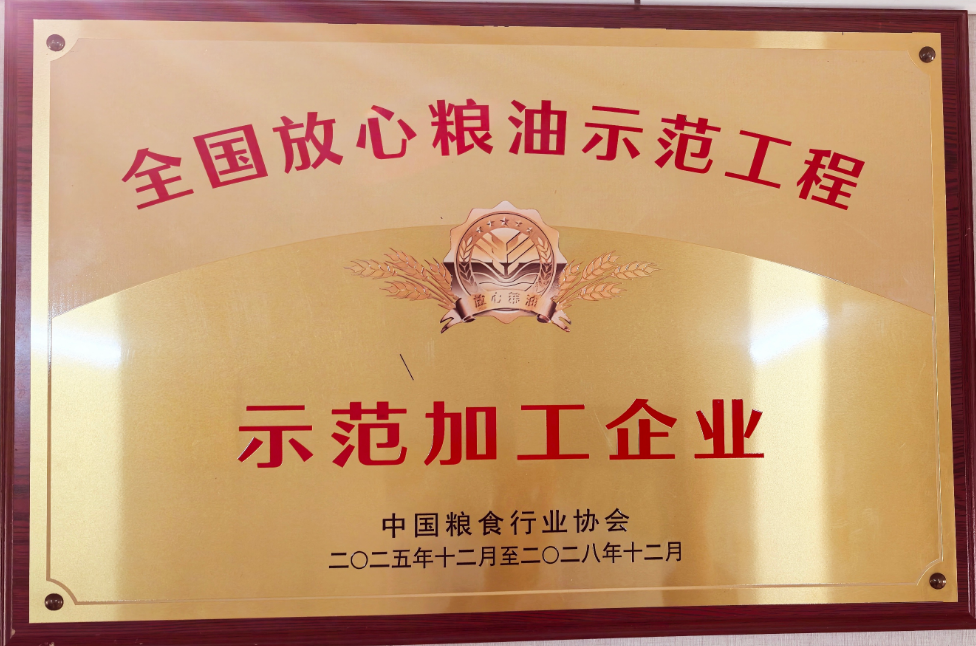 全国放心粮油示范工程
放心粮油
示范加工企业
中国粮食行业协会
二〇二五年十二月至二〇二八年十二月